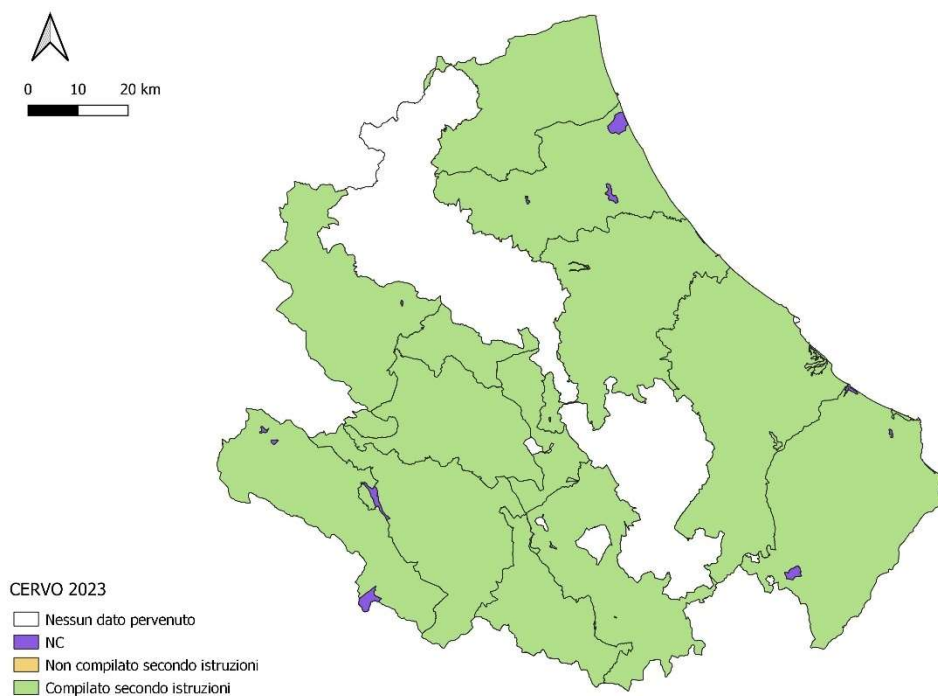 0 10 20 km
CERVO 2023
Nessun dato pervenuto
NC
Non compilato secondo istruzioni
Compilato secondo istruzioni